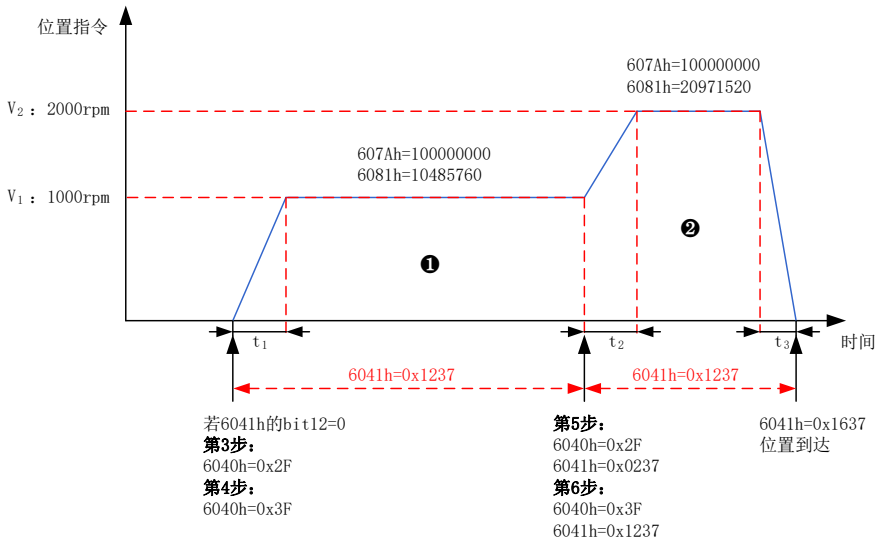 位置指令
607Ah=100000000
6081h=20971520
V₂：2000rpm
607Ah=100000000
6081h=10485760
V₁：1000rpm
❷
❶
t₁
t₂
t₃
时间
6041h=0x1237
6041h=0x1237
若6041h的bit12=0
第3步：
6040h=0x2F
第4步：
6040h=0x3F
第5步：
6040h=0x2F
6041h=0x0237
第6步：
6040h=0x3F
6041h=0x1237
6041h=0x1637
位置到达